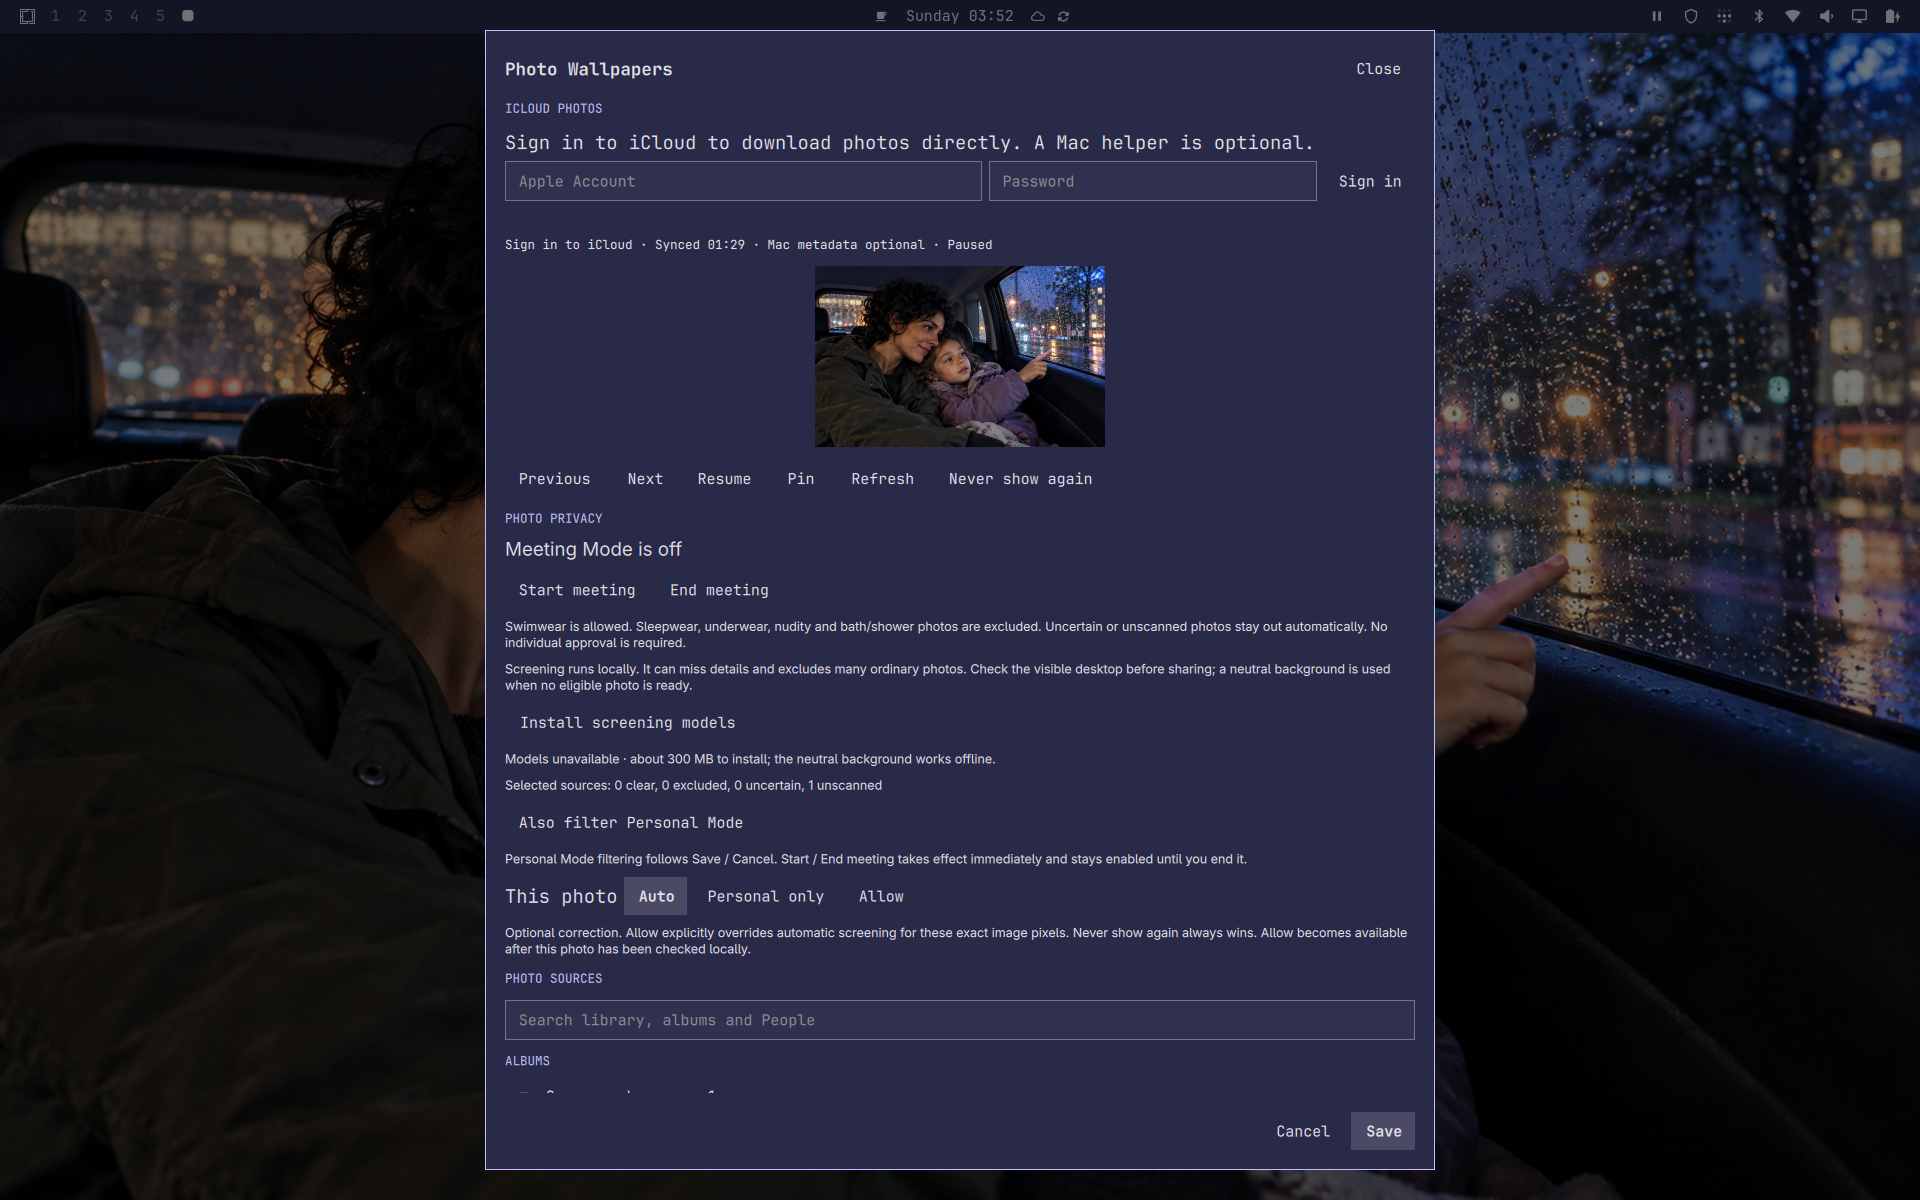 1 2 3 4 5
Sunday 03:52
Photo Wallpapers
Close
ICLOUD PHOTOS
Sign in to iCloud to download photos directly. A Mac helper is optional.
Apple Account
Password
Sign in
Sign in to iCloud · Synced 01:29 · Mac metadata optional · Paused
Previous Next Resume Pin Refresh Never show again
PHOTO PRIVACY
Meeting Mode is off
Start meeting End meeting
Swimwear is allowed. Sleepwear, underwear, nudity and bath/shower photos are excluded. Uncertain or unscanned photos stay out automatically. No
individual approval is required.
Screening runs locally. It can miss details and excludes many ordinary photos. Check the visible desktop before sharing; a neutral background is used
when no eligible photo is ready.
Install screening models
Models unavailable · about 300 MB to install; the neutral background works offline.
Selected sources: 0 clear, 0 excluded, 0 uncertain, 1 unscanned
Also filter Personal Mode
Personal Mode filtering follows Save / Cancel. Start / End meeting takes effect immediately and stays enabled until you end it.
This photo Auto Personal only Allow
Optional correction. Allow explicitly overrides automatic screening for these exact image pixels. Never show again always wins. Allow becomes available
after this photo has been checked locally.
PHOTO SOURCES
Search library, albums and People
ALBUMS
Cancel Save